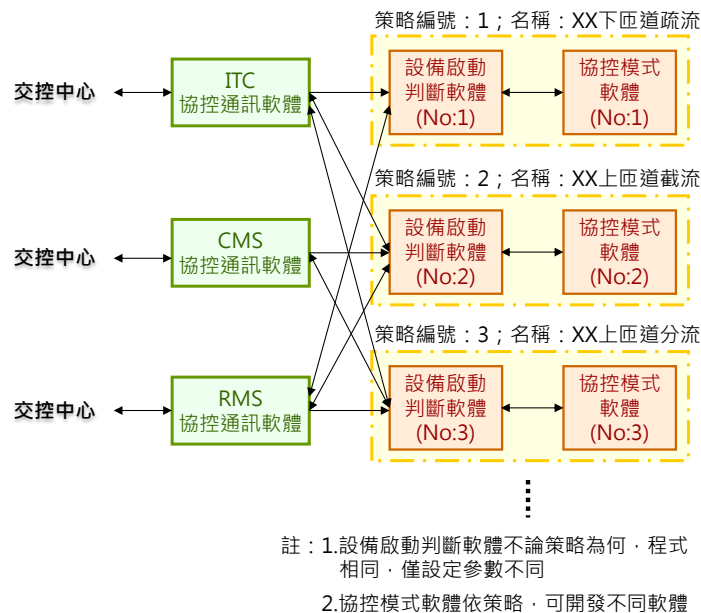 策略編號：1；名稱：XX下匝道疏流
交控中心
ITC
協控通訊軟體
設備啟動
判斷軟體
(No:1)
協控模式
軟體
(No:1)
策略編號：2；名稱：XX上匝道截流
交控中心
CMS
協控通訊軟體
設備啟動
判斷軟體
(No:2)
協控模式
軟體
(No:2)
策略編號：3；名稱：XX上匝道分流
交控中心
RMS
協控通訊軟體
設備啟動
判斷軟體
(No:3)
協控模式
軟體
(No:3)
註：1.設備啟動判斷軟體不論策略為何，程式
相同，僅設定參數不同
2.協控模式軟體依策略，可開發不同軟體